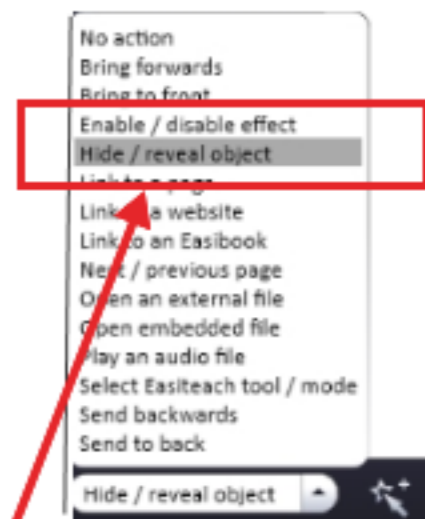 No action
Bring forwards
Bring to front
Enable / disable effect
Hide / reveal object
Link to a page
Link to a website
Link to an Easibook
Next / previous page
Open an external file
Open embedded file
Play an audio file
Select Easiteach tool / mode
Send backwards
Send to back
Hide / reveal object